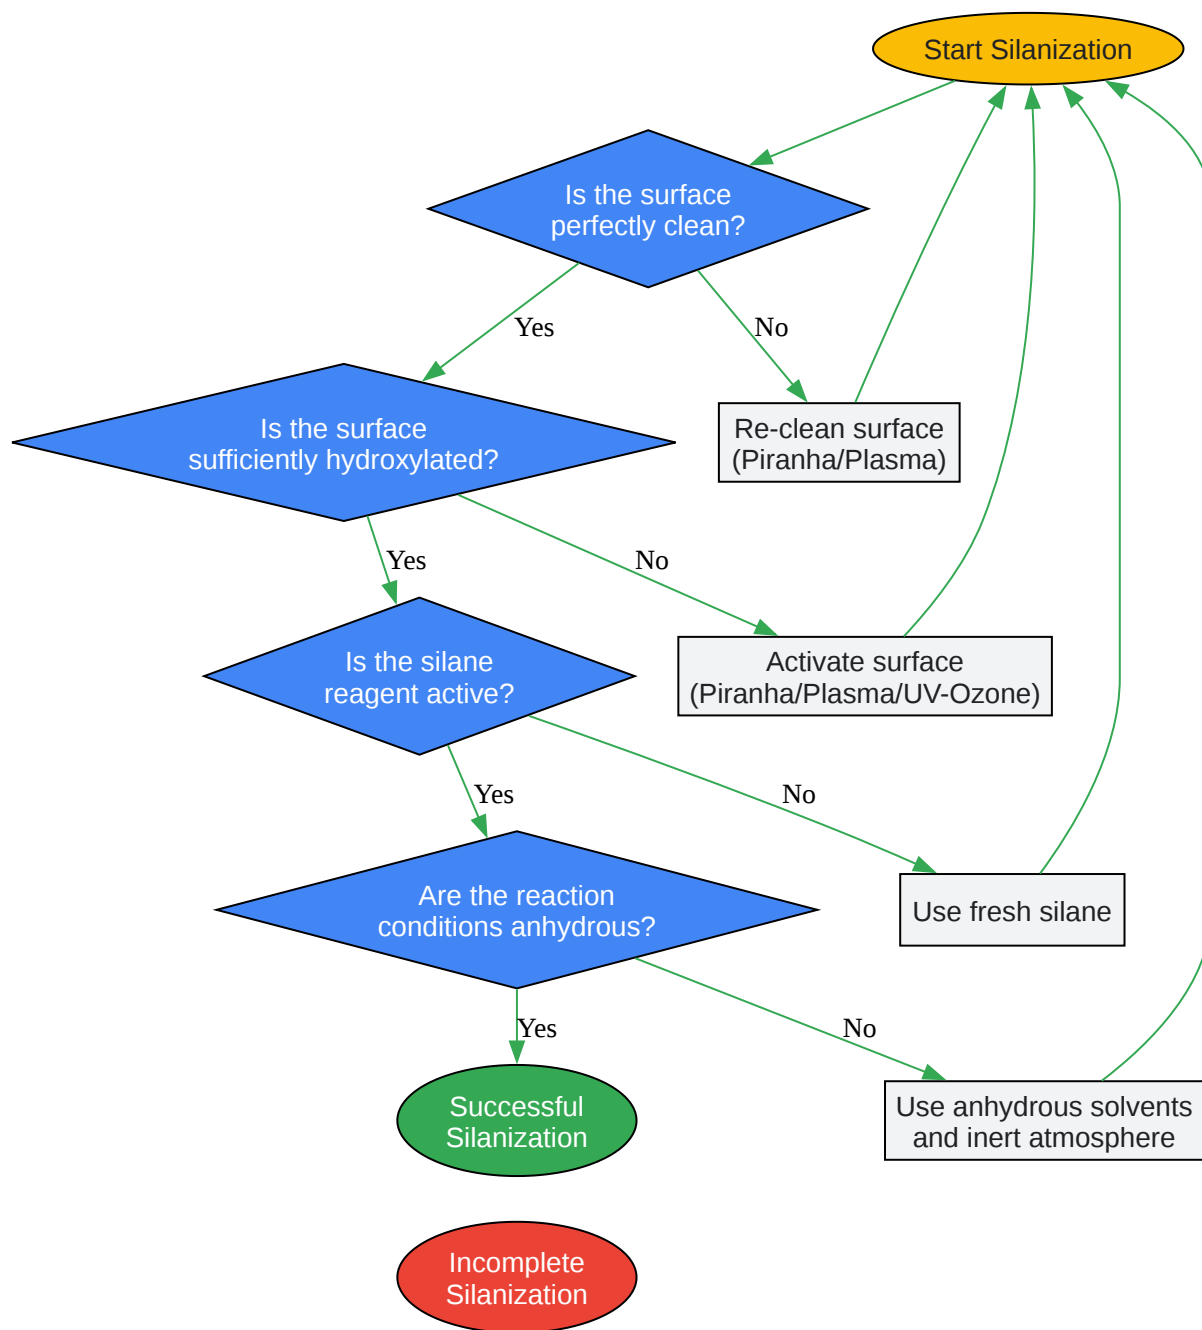 Start Silanization
Is the surface
perfectly clean?
Yes
No
Is the surface
sufficiently hydroxylated?
Re-clean surface
(Piranha/Plasma)
Yes
No
Is the silane
reagent active?
Activate surface
(Piranha/Plasma/UV-Ozone)
Yes
No
Are the reaction
conditions anhydrous?
Use fresh silane
Yes
No
Successful
Silanization
Use anhydrous solvents
and inert atmosphere
Incomplete
Silanization